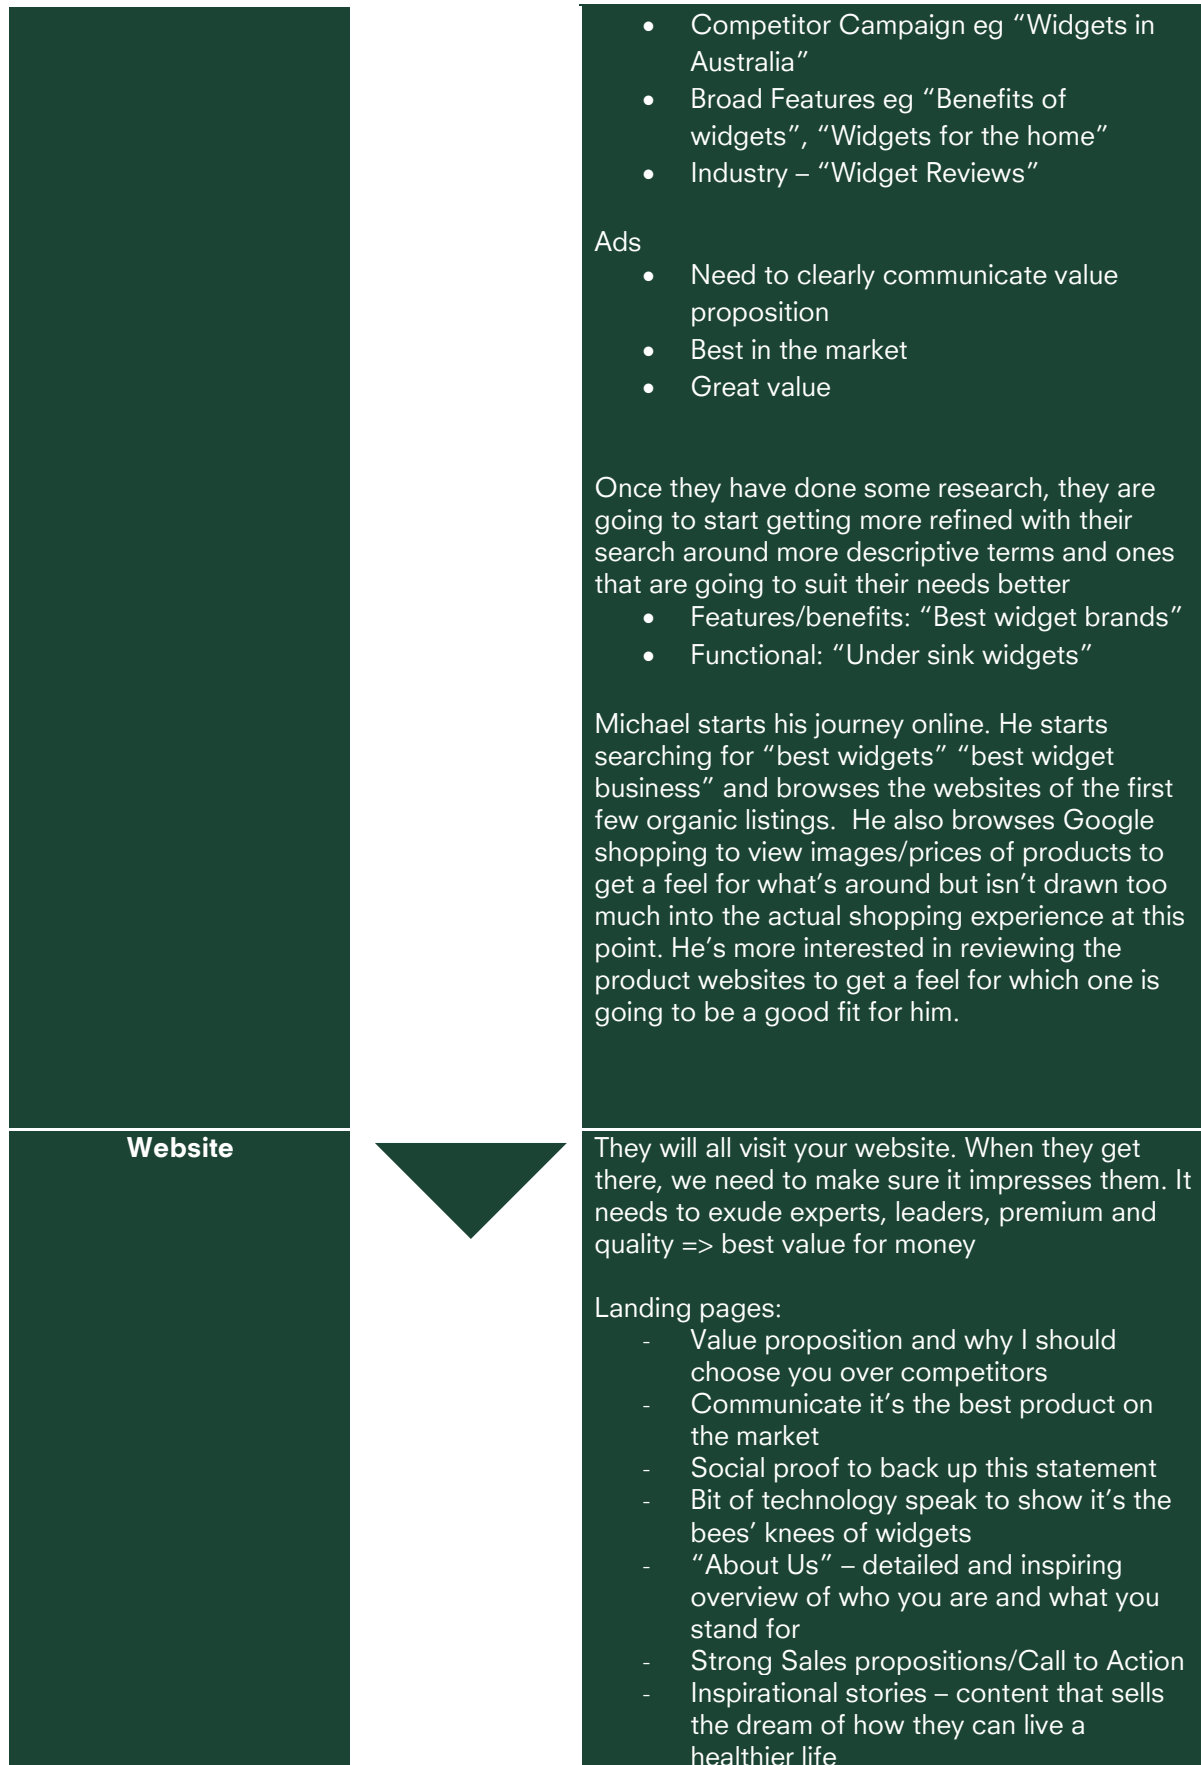 • Competitor Campaign eg “Widgets in
Australia”
• Broad Features eg “Benefits of
widgets”, “Widgets for the home”
• Industry – “Widget Reviews”
Ads
• Need to clearly communicate value
proposition
• Best in the market
• Great value
Once they have done some research, they are
going to start getting more refined with their
search around more descriptive terms and ones
that are going to suit their needs better
• Features/benefits: “Best widget brands”
• Functional: “Under sink widgets”
Michael starts his journey online. He starts
searching for “best widgets” “best widget
business” and browses the websites of the first
few organic listings.  He also browses Google
shopping to view images/prices of products to
get a feel for what’s around but isn’t drawn too
much into the actual shopping experience at this
point. He’s more interested in reviewing the
product websites to get a feel for which one is
going to be a good fit for him.
Website
They will all visit your website. When they get
there, we need to make sure it impresses them. It
needs to exude experts, leaders, premium and
quality => best value for money
Landing pages:
- Value proposition and why I should
choose you over competitors
- Communicate it’s the best product on
the market
- Social proof to back up this statement
- Bit of technology speak to show it’s the
bees’ knees of widgets
- “About Us” – detailed and inspiring
overview of who you are and what you
stand for
- Strong Sales propositions/Call to Action
- Inspirational stories – content that sells
the dream of how they can live a
healthier life